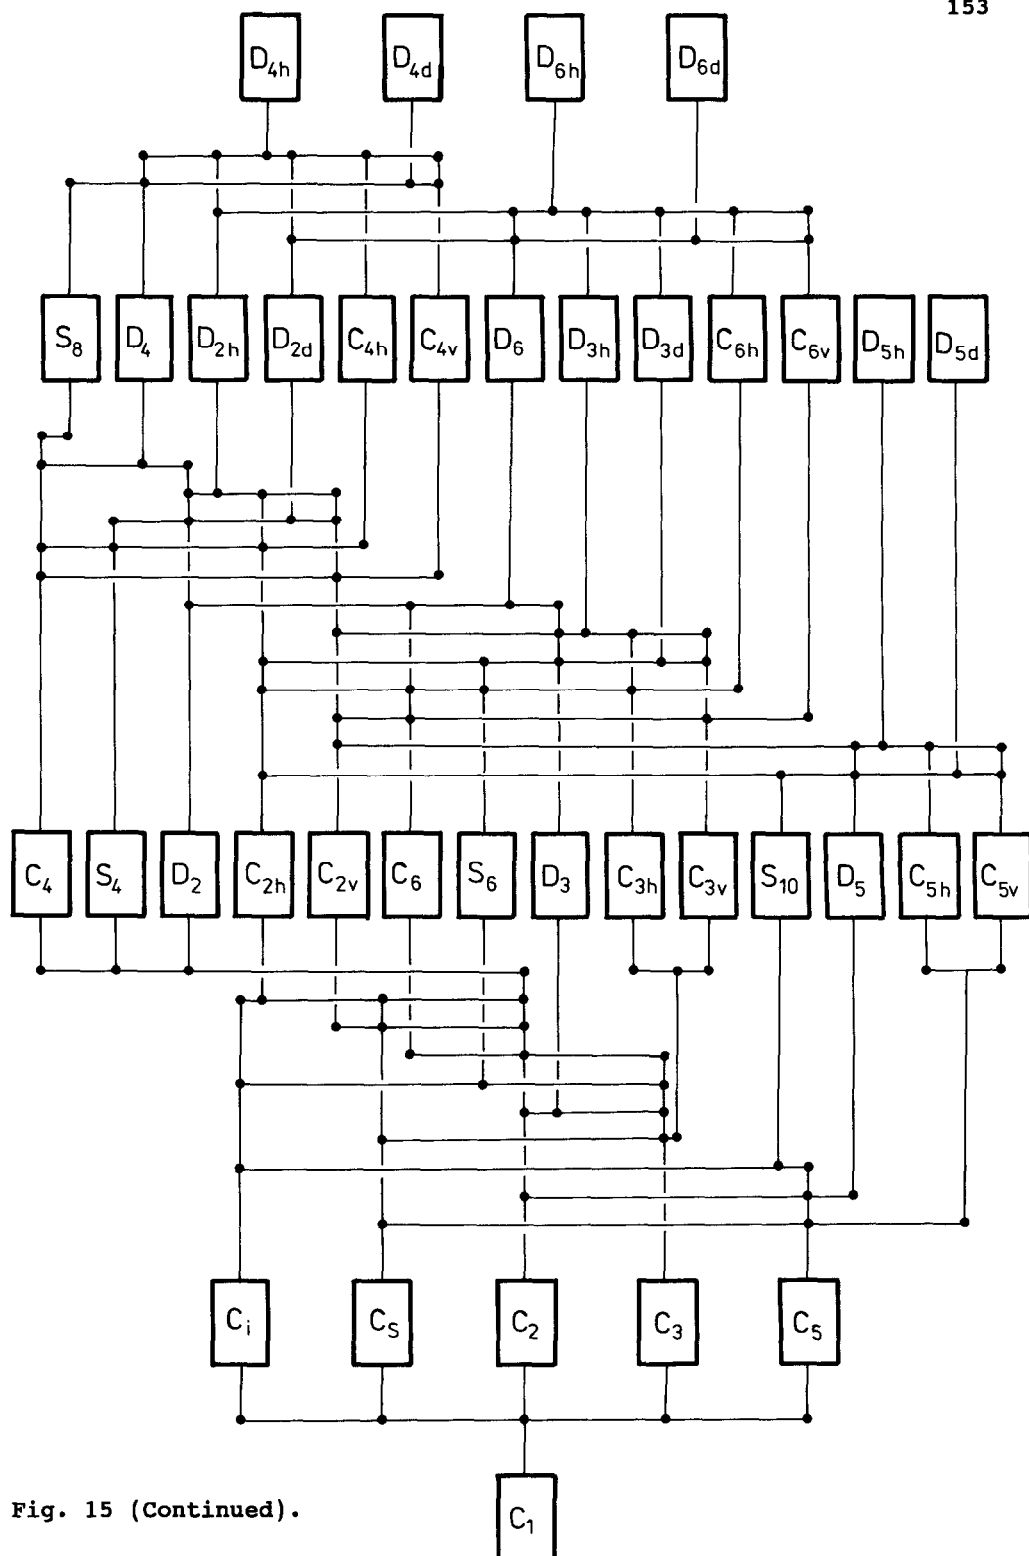 153
D4h D4d D6h D6d
S8 D4 D2h D2d C4h C4v D6 D3h D3d C6h C6v D5h D5d
C4 S4 D2 C2h C2v C6 S6 D3 C3h C3v S10 D5 C5h C5v
Ci CS C2 C3 C5
Fig. 15 (Continued).
C1